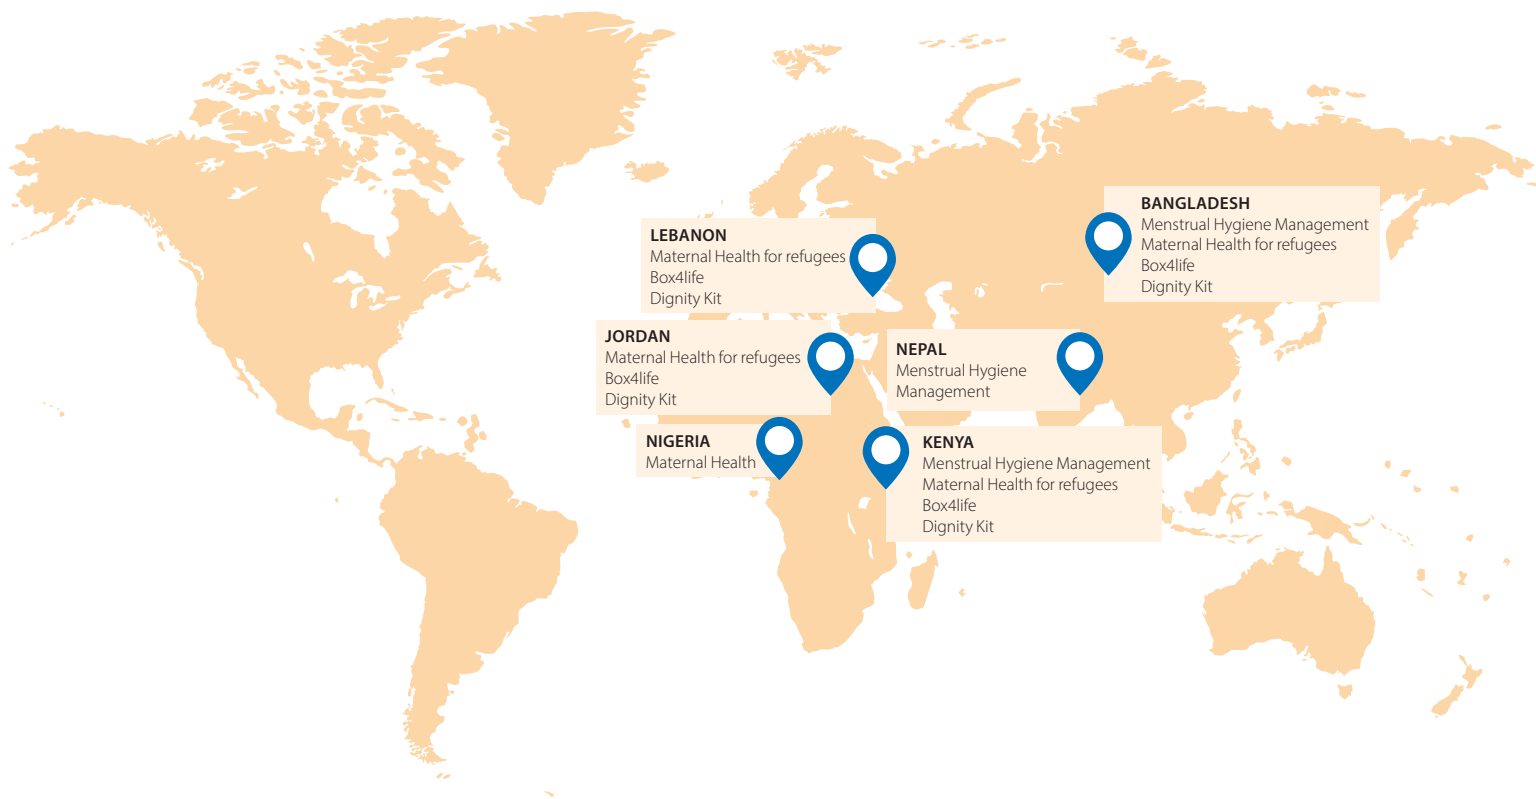 LEBANON
Maternal Health for refugees
Box4life
Dignity Kit
BANGLADESH
Menstrual Hygiene Management
Maternal Health for refugees
Box4life
Dignity Kit
JORDAN
Maternal Health for refugees
Box4life
Dignity Kit
NEPAL
Menstrual Hygiene
Management
NIGERIA
Maternal Health
KENYA
Menstrual Hygiene Management
Maternal Health for refugees
Box4life
Dignity Kit